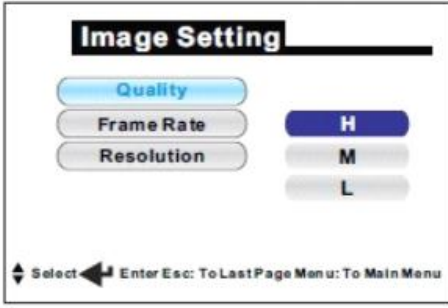 Image Setting
Quality
Frame Rate
H
Resolution
M
L
Select Enter Esc: To Last Page Menu: To Main Menu